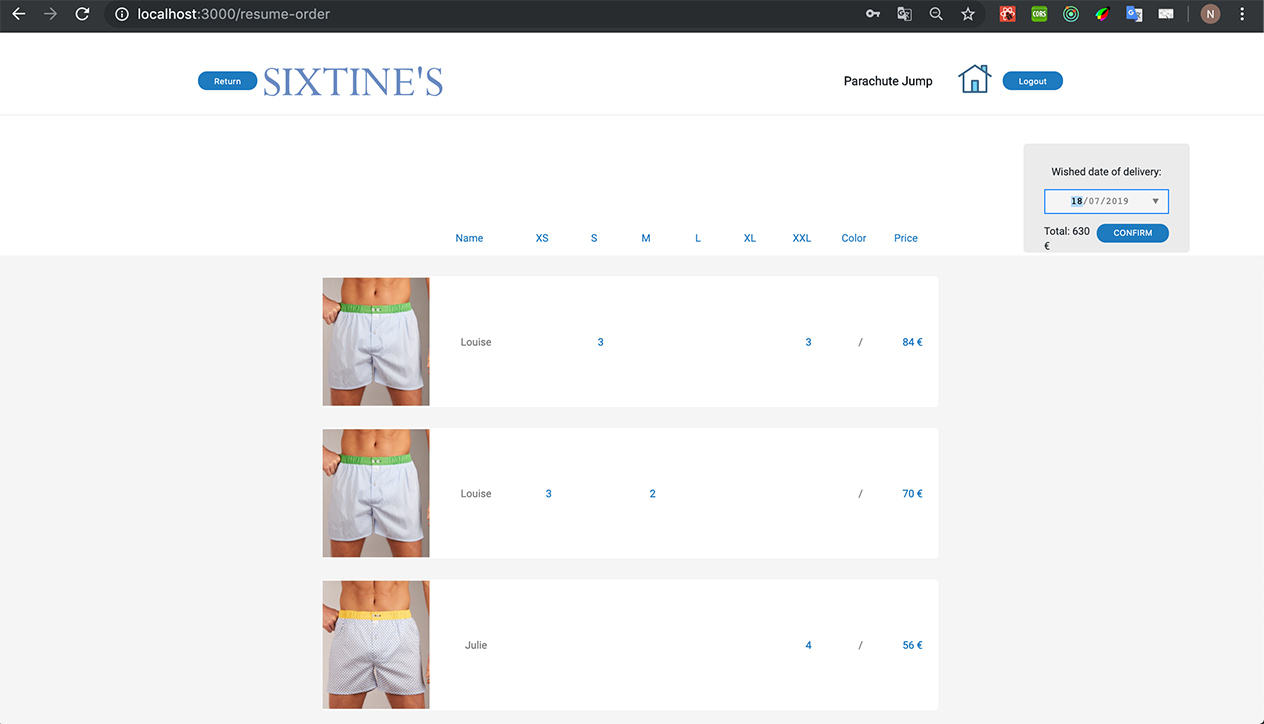 localhost:3000/resume-order
CORS
G
N
Return SIXTINE'S Parachute Jump Logout
Wished date of delivery:
18/07/2019
Total: 630 € CONFIRM
Name XS S M L XL XXL Color Price
Louise 3 3 / 84 €
Louise 3 2 / 70 €
Julie 4 / 56 €